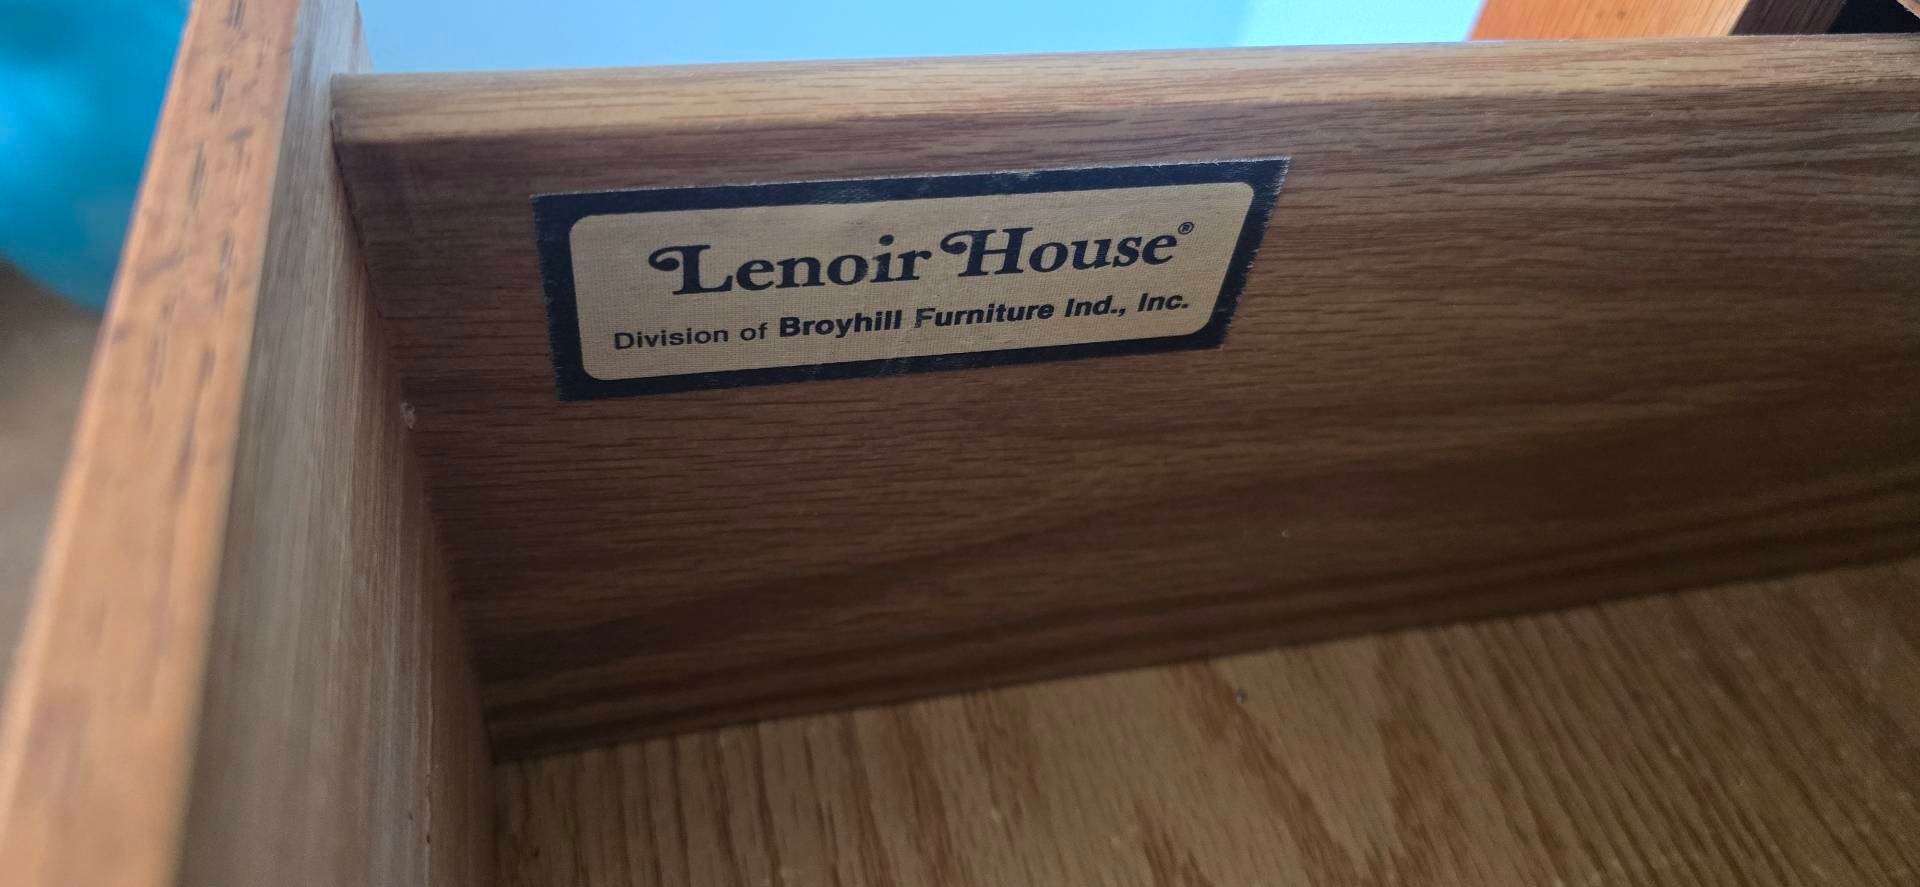 Lenoir House®
Division of Broyhill Furniture Ind., Inc.